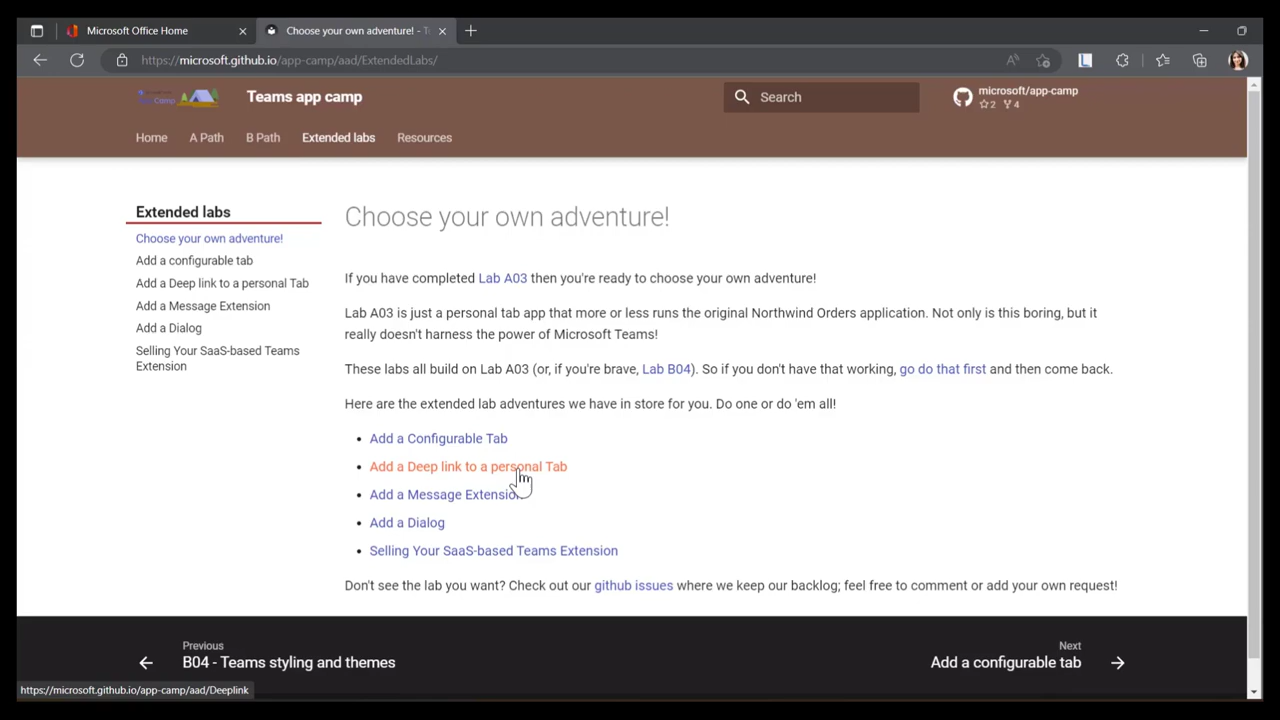 Microsoft Office Home
Choose your own adventure! - T
https://microsoft.github.io/app-camp/aad/ExtendedLabs/
Teams app camp
Search
microsoft/app-camp
2 4
Home
A Path
B Path
Extended labs
Resources
Extended labs
Choose your own adventure!
Add a configurable tab
Add a Deep link to a personal Tab
Add a Message Extension
Add a Dialog
Selling Your SaaS-based Teams
Extension
Choose your own adventure!
If you have completed Lab A03 then you're ready to choose your own adventure!
Lab A03 is just a personal tab app that more or less runs the original Northwind Orders application. Not only is this boring, but it
really doesn't harness the power of Microsoft Teams!
These labs all build on Lab A03 (or, if you're brave, Lab B04). So if you don't have that working, go do that first and then come back.
Here are the extended lab adventures we have in store for you. Do one or do 'em all!
• Add a Configurable Tab
• Add a Deep link to a personal Tab
• Add a Message Extension
• Add a Dialog
• Selling Your SaaS-based Teams Extension
Don't see the lab you want? Check out our github issues where we keep our backlog; feel free to comment or add your own request!
Previous
B04 - Teams styling and themes
Next
Add a configurable tab
https://microsoft.github.io/app-camp/aad/Deeplink